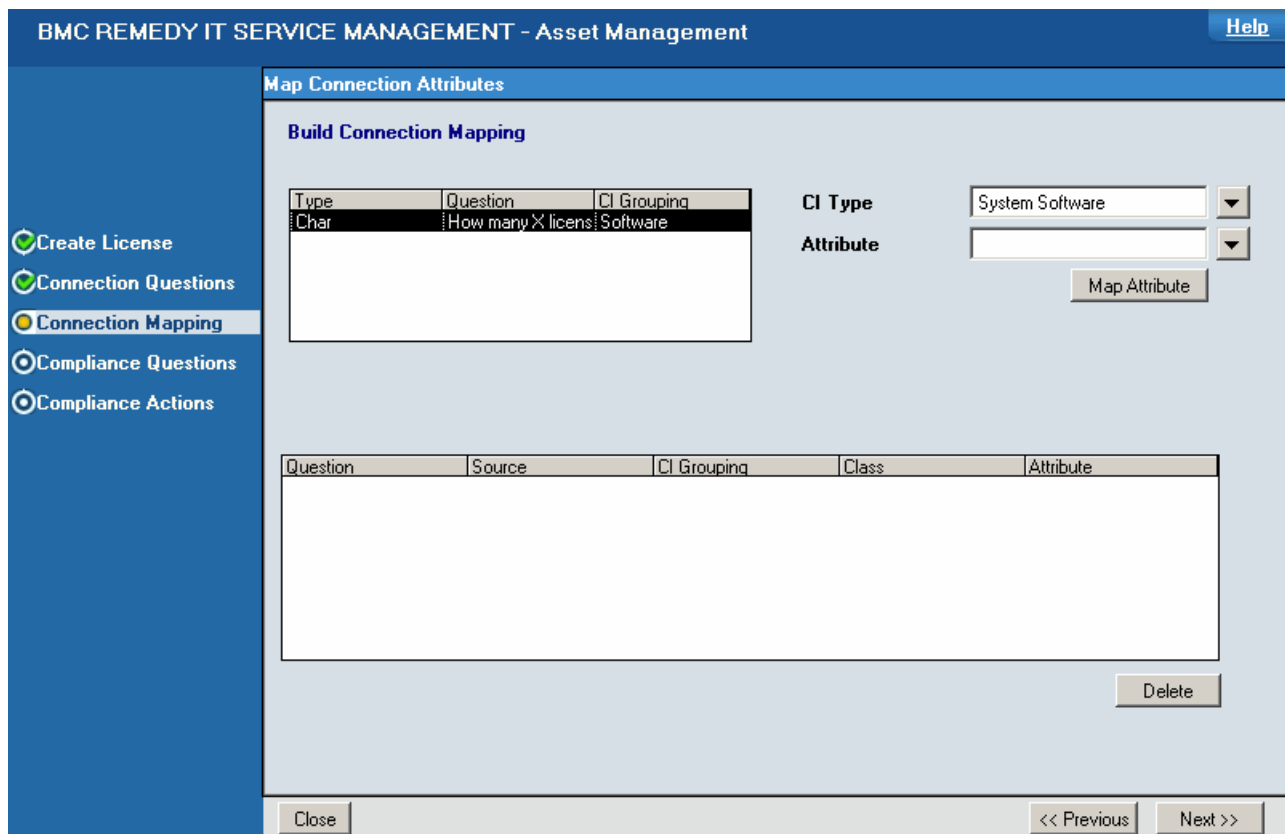 BMC REMEDY IT SERVICE MANAGEMENT - Asset Management
Help
Map Connection Attributes
Build Connection Mapping
Type Question CI Grouping
Char How many X licens Software
CI Type System Software
Attribute
Map Attribute
Create License
Connection Questions
Connection Mapping
Compliance Questions
Compliance Actions
Question Source CI Grouping Class Attribute
Delete
Close << Previous Next >>